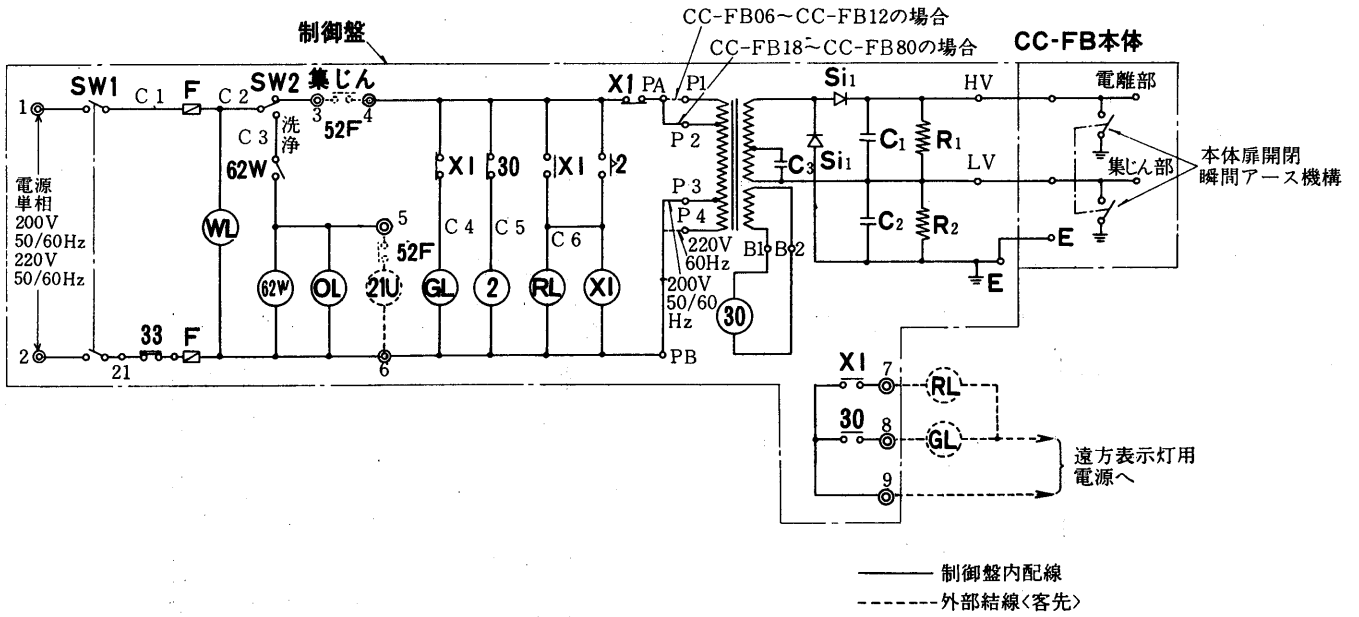 制御盤
CC-FB06～CC-FB12の場合
CC-FB18～CC-FB80の場合
CC-FB本体
SW1
C 1
F
C 2
SW2
集じん
3
4
52F
X1
PA
P1
P 2
Si1
HV
電離部
1
C 3
洗浄
62W
X1
30
X1
2
C3
Si1
C1
R1
本体扉開閉
瞬間アース機構
集じん部
LV
電源
単相
200V
50/60Hz
220V
50/60Hz
WL
5
52F
C 4
C 5
C 6
P 3
P 4
220V
60Hz
200V
50/60
Hz
B1
B 2
C2
R2
E
E
62W
OL
21U
GL
2
RL
X1
30
2
21
33
F
6
PB
X1
7
RL
30
8
GL
9
遠方表示灯用
電源へ
制御盤内配線
外部結線<客先>